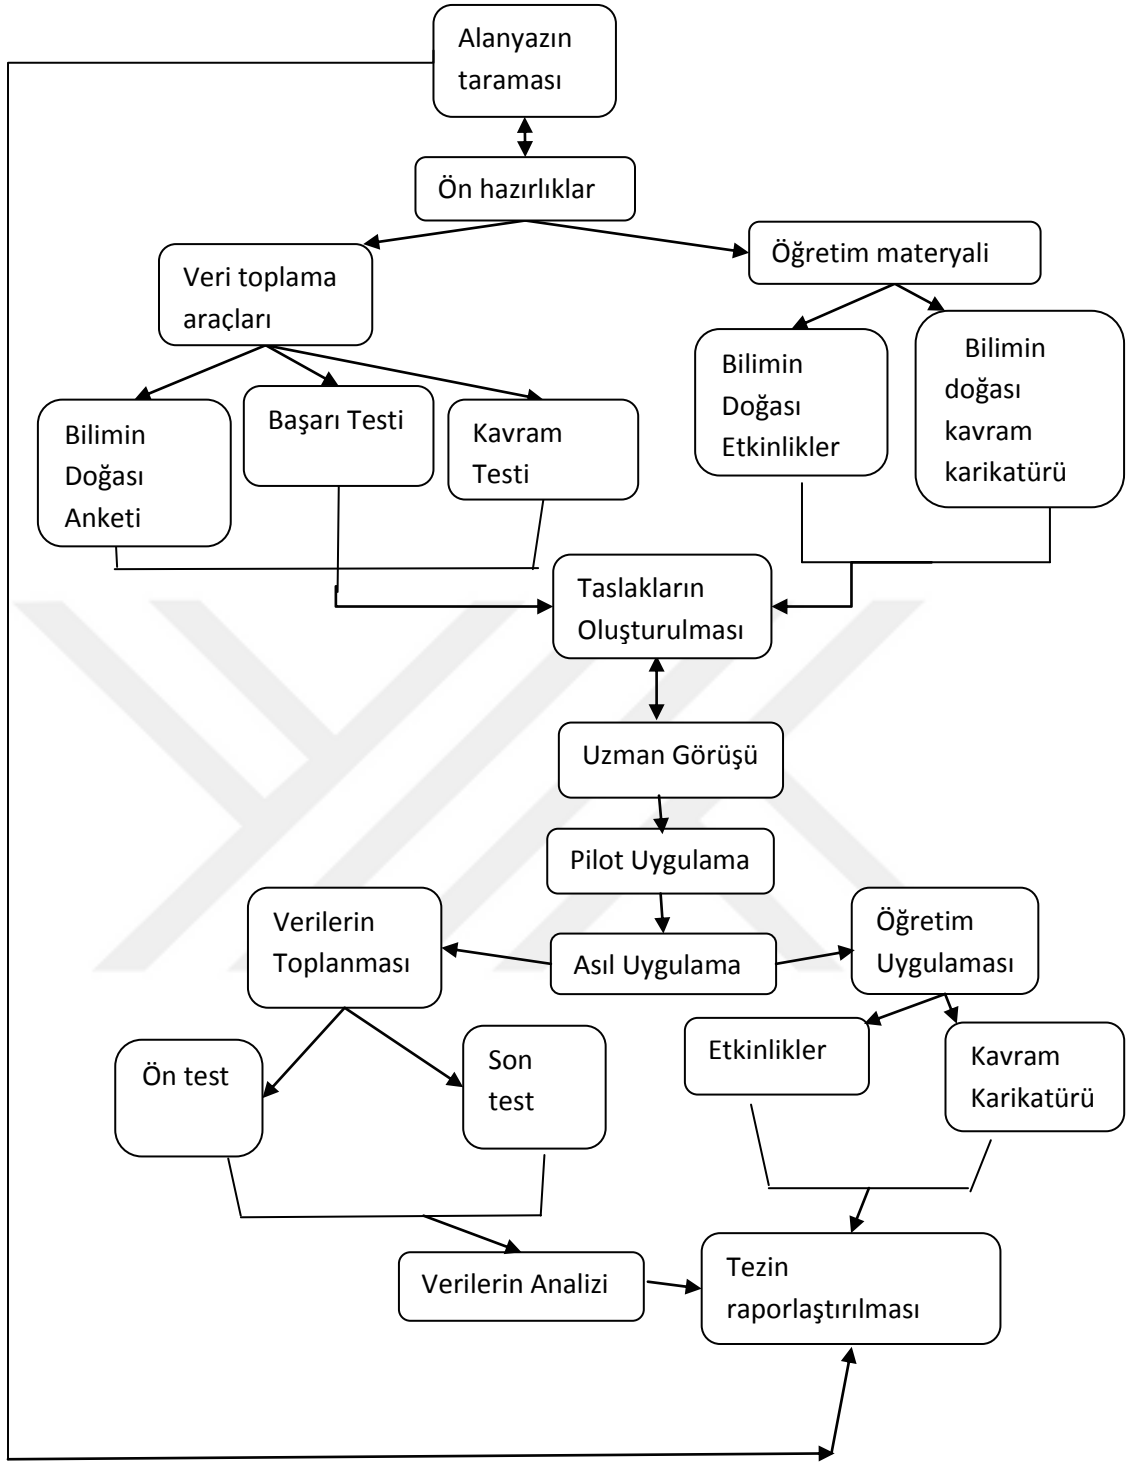 Alanyazın
taraması
Ön hazırlıklar
Veri toplama
araçları
Öğretim materyali
Bilimin
Doğası
Anketi
Başarı Testi
Kavram
Testi
Bilimin
Doğası
Etkinlikler
Bilimin
doğası
kavram
karikatürü
Taslakların
Oluşturulması
Uzman Görüşü
Pilot Uygulama
Verilerin
Toplanması
Asıl Uygulama
Öğretim
Uygulaması
Ön test
Son
test
Etkinlikler
Kavram
Karikatürü
Verilerin Analizi
Tezin
raporlaştırılması